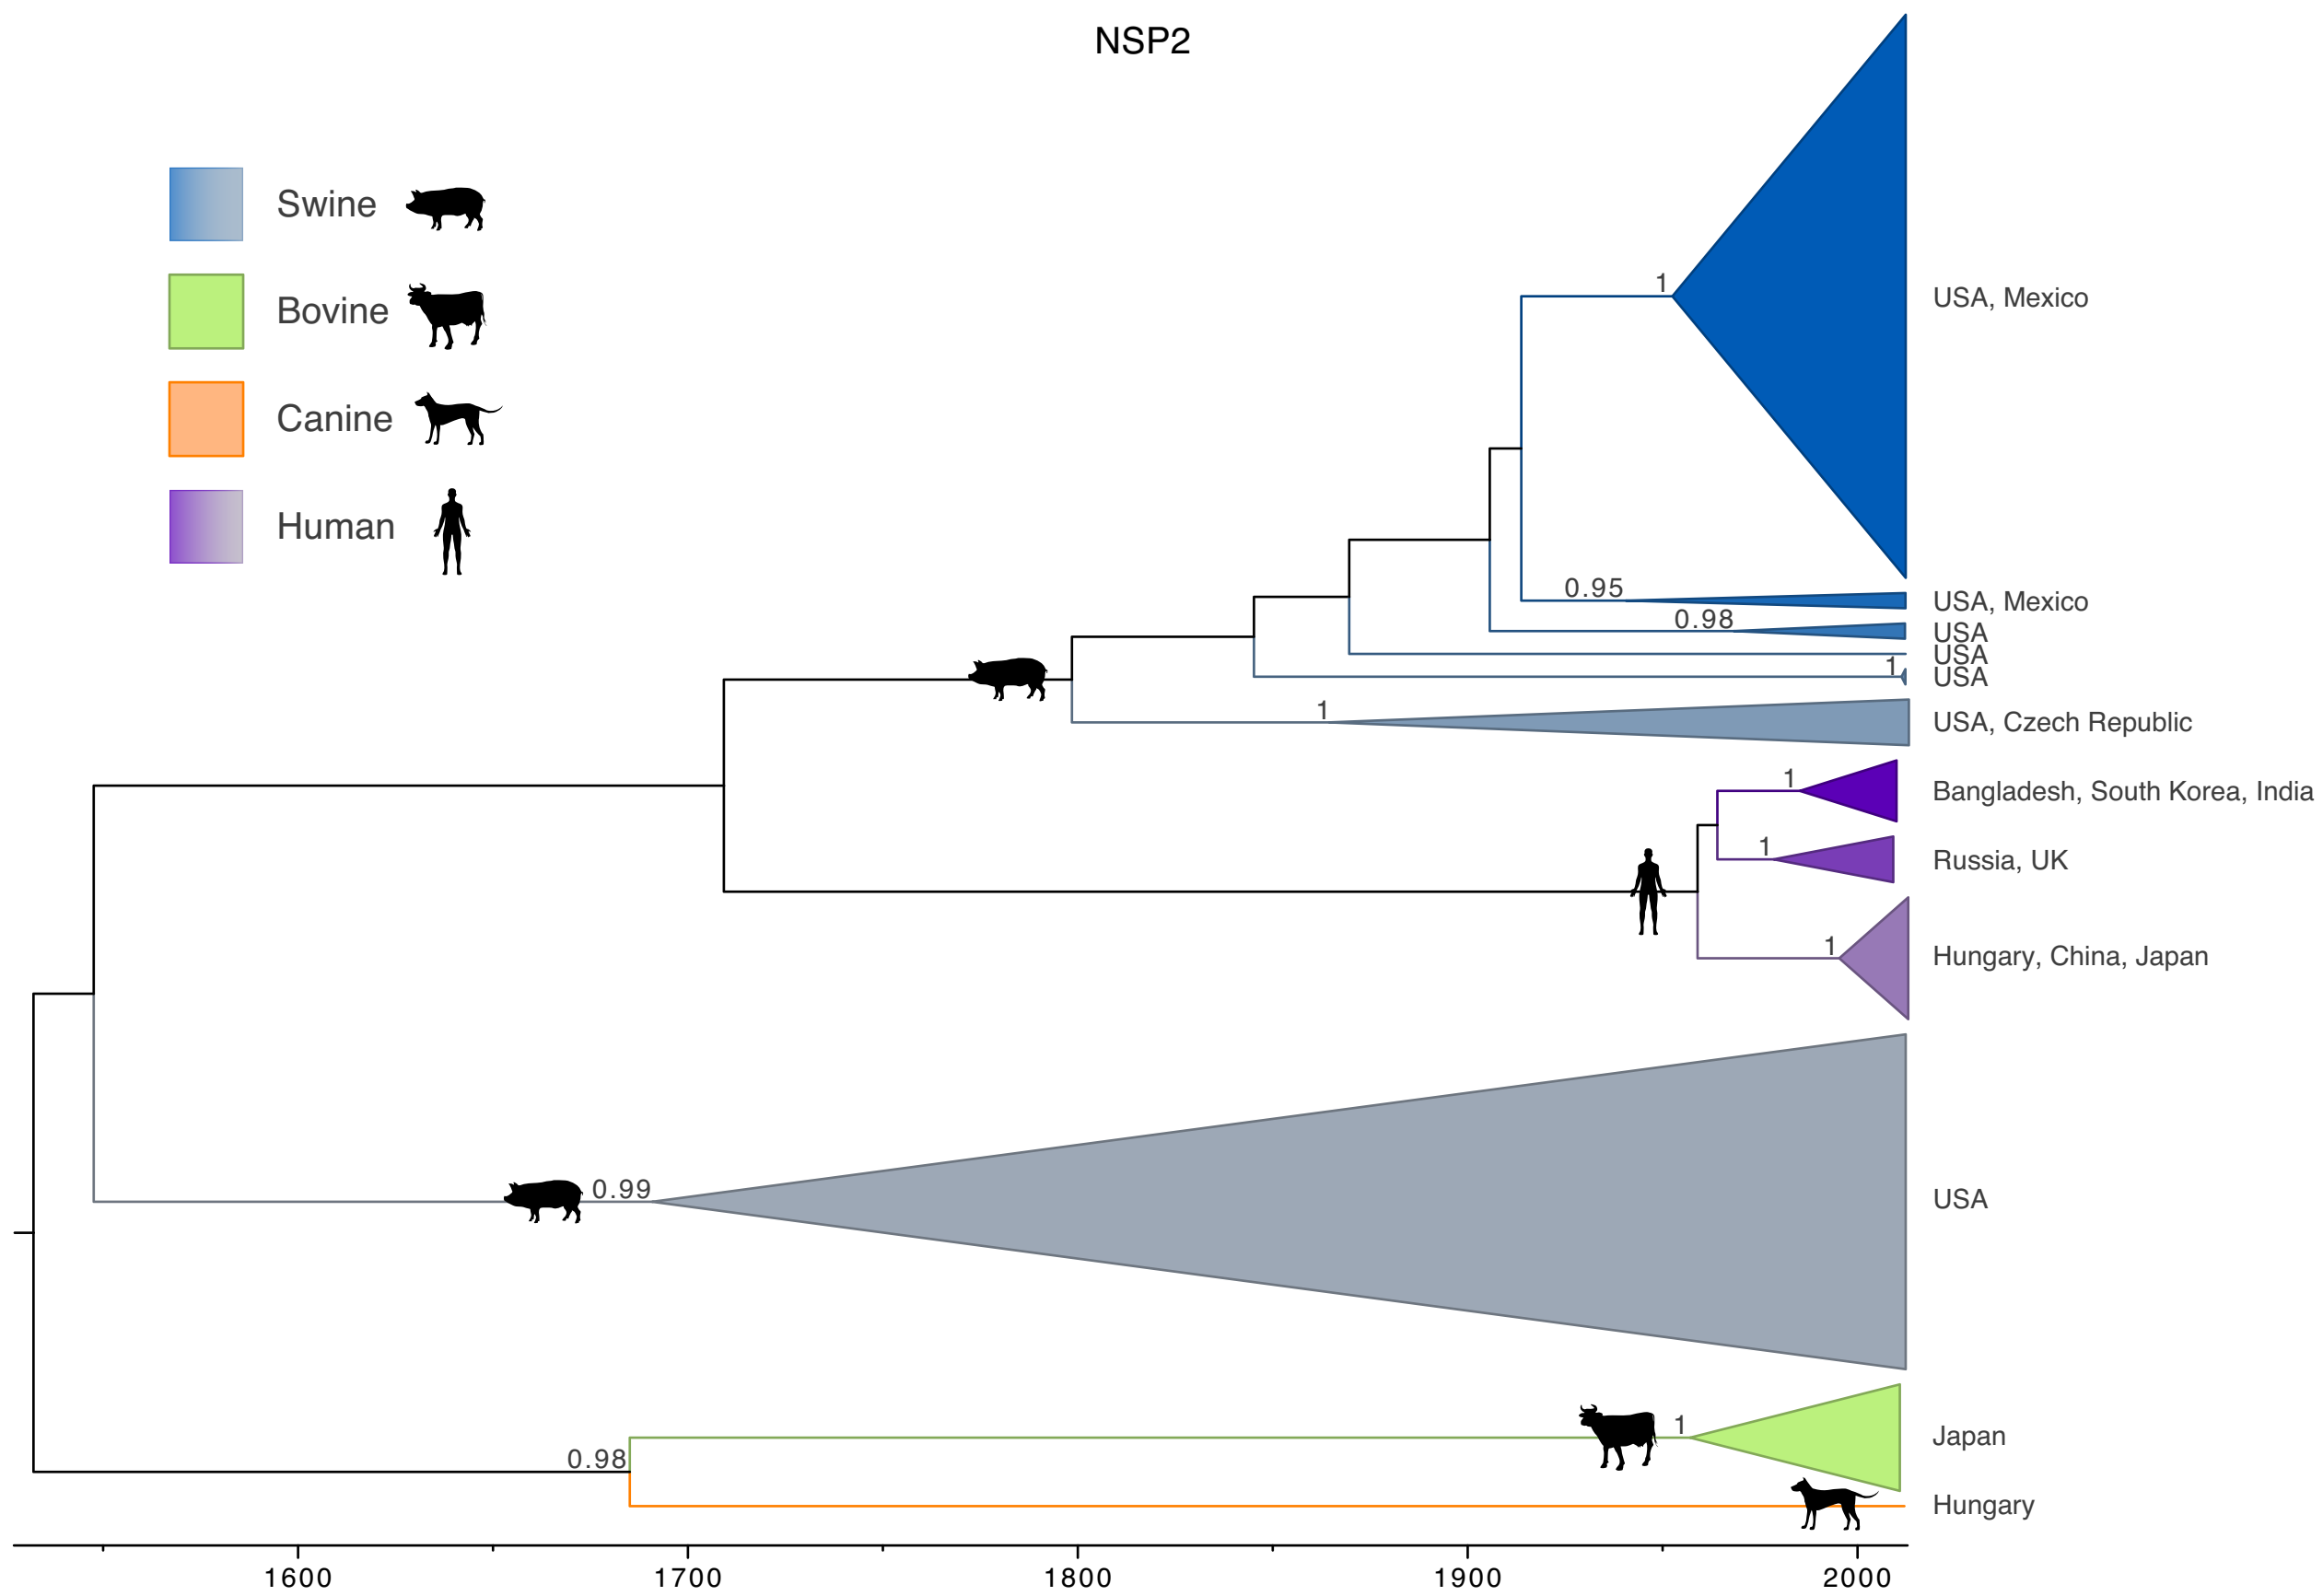 NSP2
Swine
Bovine
Canine
Human
1
USA, Mexico
0.95
USA, Mexico
0.98
USA
USA
1
USA
1
USA, Czech Republic
1
Bangladesh, South Korea, India
1
Russia, UK
1
Hungary, China, Japan
0.99
USA
1
Japan
0.98
Hungary
1600 1700 1800 1900 2000